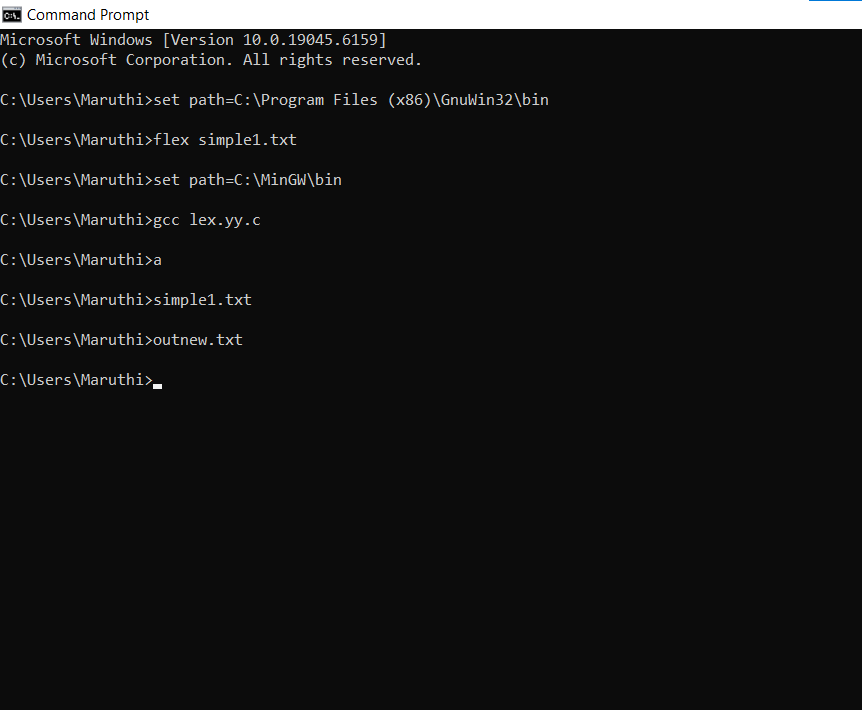 Command Prompt
Microsoft Windows [Version 10.0.19045.6159]
(c) Microsoft Corporation. All rights reserved.
C:\Users\Maruthi>set path=C:\Program Files (x86)\GnuWin32\bin
C:\Users\Maruthi>flex simple1.txt
C:\Users\Maruthi>set path=C:\MinGW\bin
C:\Users\Maruthi>gcc lex.yy.c
C:\Users\Maruthi>a
C:\Users\Maruthi>simple1.txt
C:\Users\Maruthi>outnew.txt
C:\Users\Maruthi>